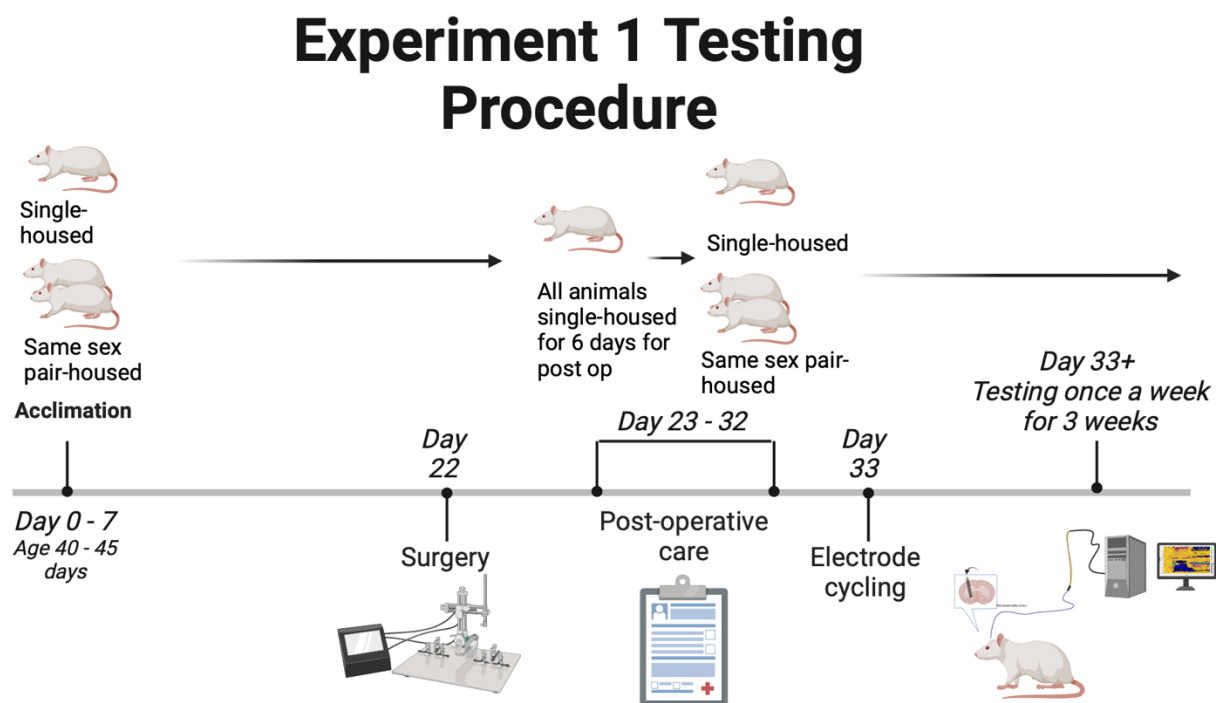 Experiment 1 Testing
Procedure
Single-
housed
Same sex
pair-housed
Acclimation
All animals
single-housed
for 6 days for
post op
Single-housed
Same sex pair-
housed
Day 0 - 7
Age 40 - 45
days
Day
22
Surgery
Day 23 - 32
Post-operative
care
Day
33
Electrode
cycling
Day 33+
Testing once a week
for 3 weeks